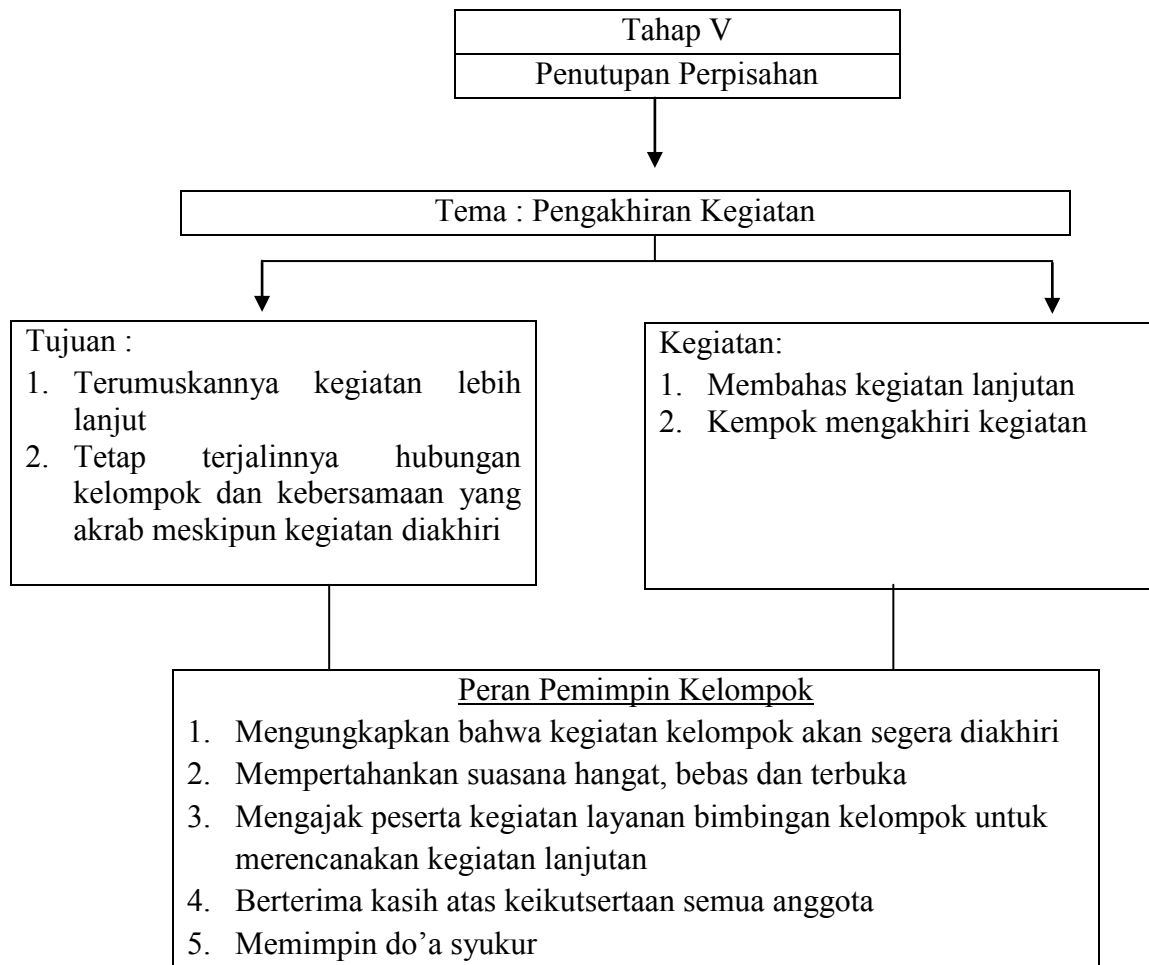 Tahap V
Penutupan Perpisahan
Tema : Pengakhiran Kegiatan
Tujuan :
1. Terumuskannya kegiatan lebih
lanjut
2. Tetap terjalinnya hubungan
kelompok dan kebersamaan yang
akrab meskipun kegiatan diakhiri
Kegiatan:
1. Membahas kegiatan lanjutan
2. Kempok mengakhiri kegiatan
Peran Pemimpin Kelompok
1. Mengungkapkan bahwa kegiatan kelompok akan segera diakhiri
2. Mempertahankan suasana hangat, bebas dan terbuka
3. Mengajak peserta kegiatan layanan bimbingan kelompok untuk
merencanakan kegiatan lanjutan
4. Berterima kasih atas keikutsertaan semua anggota
5. Memimpin do’a syukur